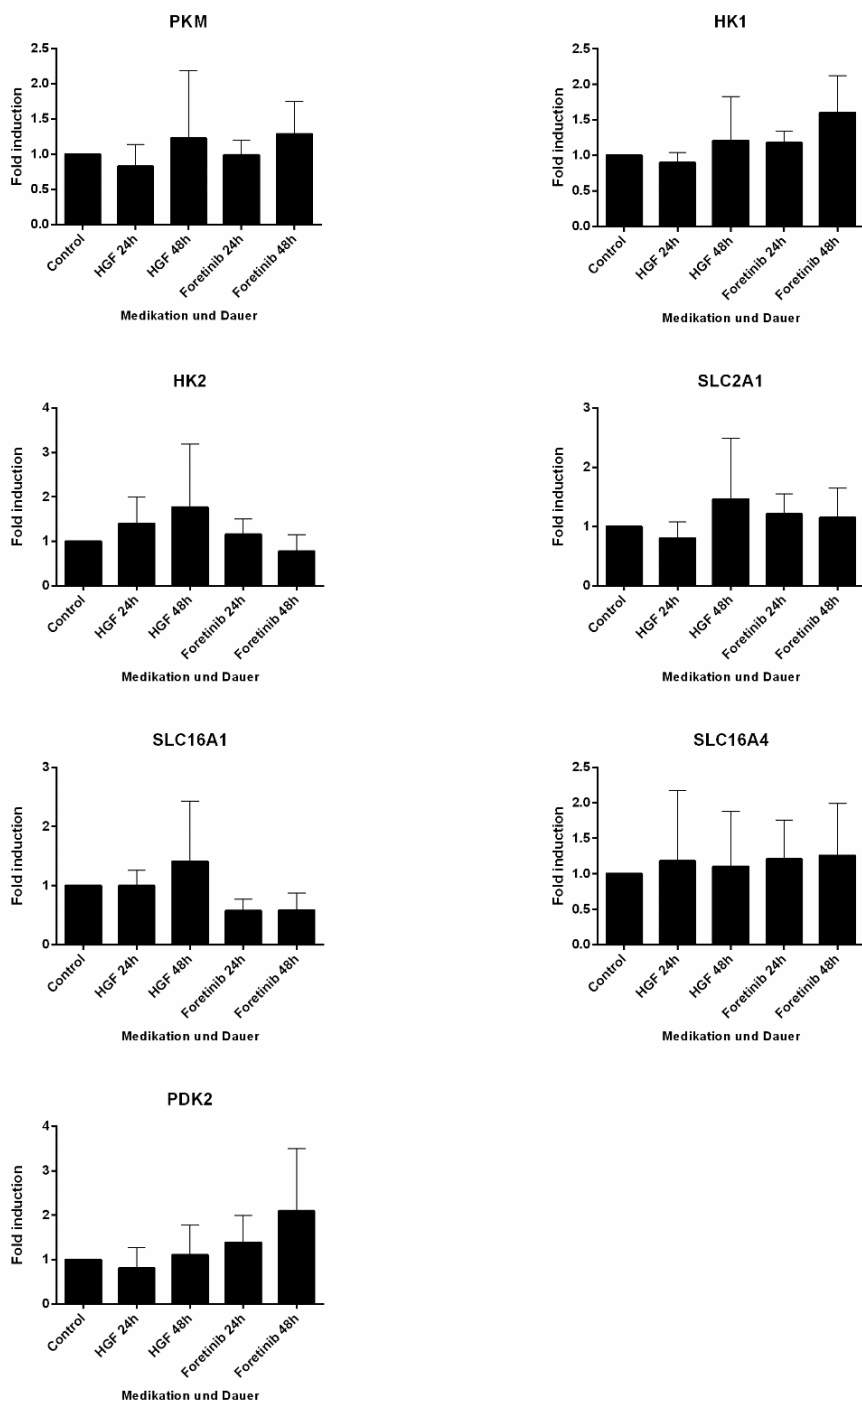 PKM
Fold induction
2.5
2.0
1.5
1.0
0.5
0.0
Control
HGF 24h
HGF 48h
Foretinib 24h
Foretinib 48h
Medikation und Dauer
HK1
Fold induction
2.5
2.0
1.5
1.0
0.5
0.0
Control
HGF 24h
HGF 48h
Foretinib 24h
Foretinib 48h
Medikation und Dauer
HK2
Fold induction
4
3
2
1
0
Control
HGF 24h
HGF 48h
Foretinib 24h
Foretinib 48h
Medikation und Dauer
SLC2A1
Fold induction
3
2
1
0
Control
HGF 24h
HGF 48h
Foretinib 24h
Foretinib 48h
Medikation und Dauer
SLC16A1
Fold induction
3
2
1
0
Control
HGF 24h
HGF 48h
Foretinib 24h
Foretinib 48h
Medikation und Dauer
SLC16A4
Fold induction
2.5
2.0
1.5
1.0
0.5
0.0
Control
HGF 24h
HGF 48h
Foretinib 24h
Foretinib 48h
Medikation und Dauer
PDK2
Fold induction
4
3
2
1
0
Control
HGF 24h
HGF 48h
Foretinib 24h
Foretinib 48h
Medikation und Dauer